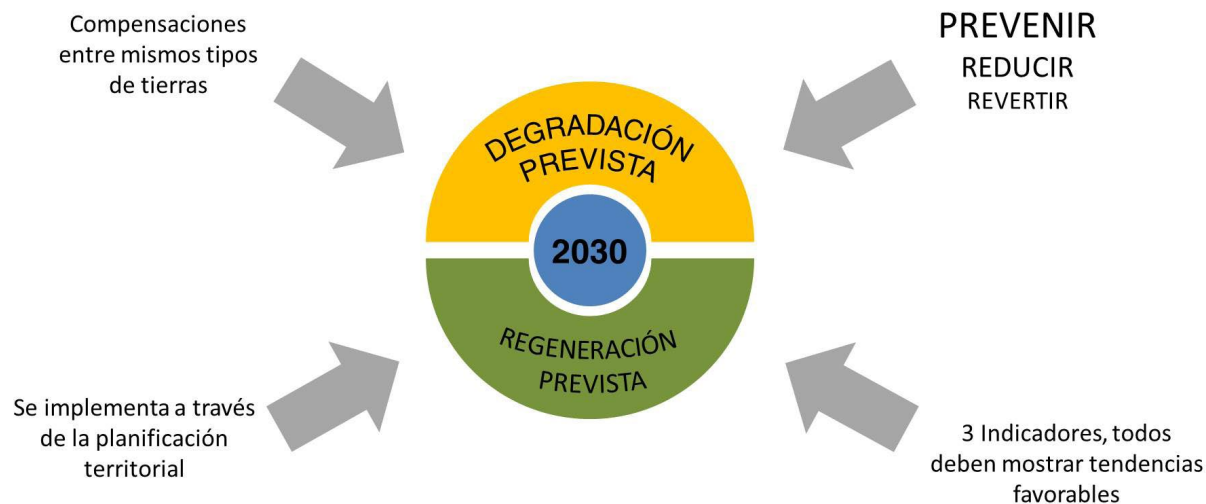 Compensaciones
entre mismos tipos
de tierras
PREVENIR
REDUCIR
REVERTIR
DEGRADACIÓN
PREVISTA
2030
REGENERACIÓN
PREVISTA
Se implementa a través
de la planificación
territorial
3 Indicadores, todos
deben mostrar tendencias
favorables